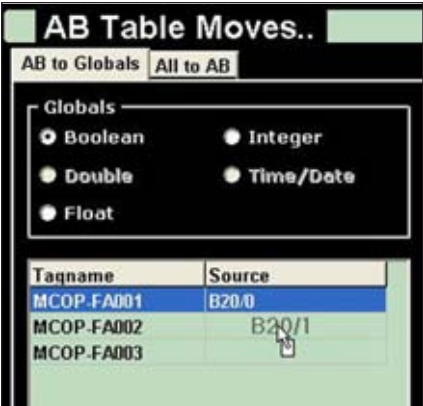 AB Table Moves..
AB to Globals All to AB
Globals
Boolean Integer
Double Time/Date
Float
Taqname Source
MCOP-FA001 B20/0
MCOP-FA002 B20/1
MCOP-FA003